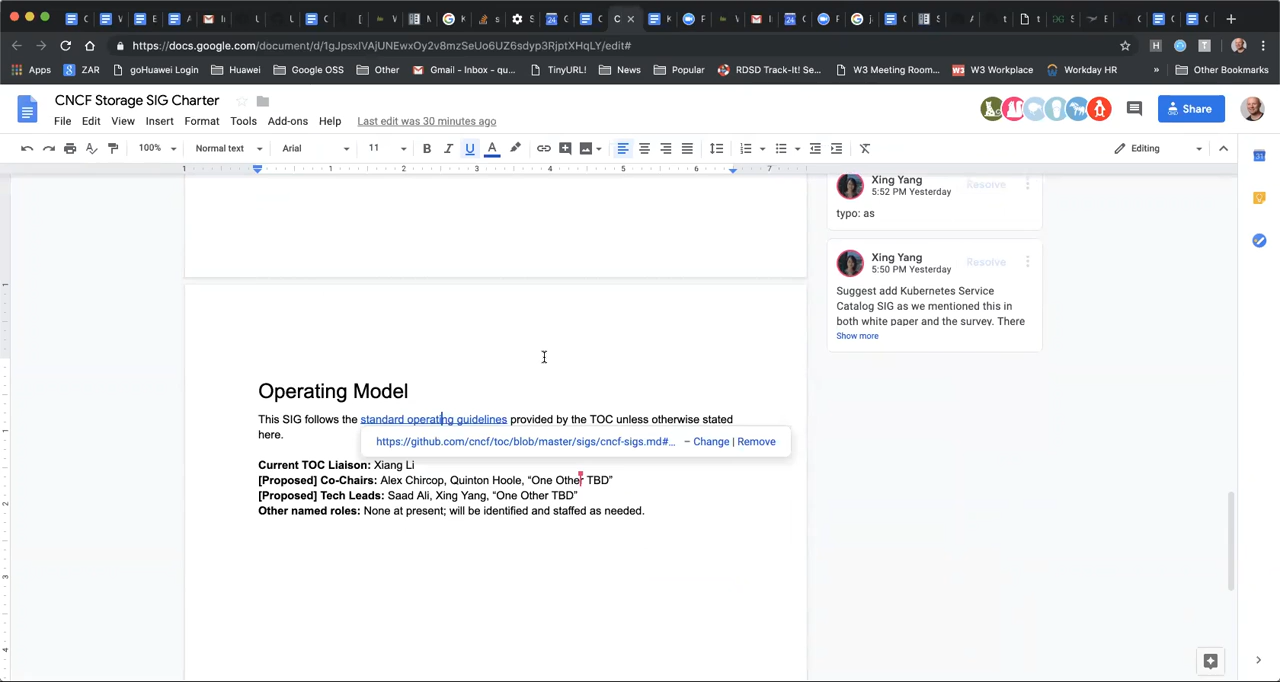 https://docs.google.com/document/d/1gJpsxIVAjUNEwxOy2v8mzSeUo6UZ6sdyp3RjptXHqLY/edit#
Apps ZAR goHuawei Login Huawei Google OSS Other Gmail - Inbox - qu... TinyURL! News Popular RDSD Track-It! Se... W3 Meeting Room... W3 Workplace Workday HR » Other Bookmarks
CNCF Storage SIG Charter
Share
File Edit View Insert Format Tools Add-ons Help Last edit was 30 minutes ago
100% Normal text Arial 11 Editing
1 1 2 3 4 5 6 7
Xing Yang
5:52 PM Yesterday
Resolve
typo: as
Xing Yang
5:50 PM Yesterday
Resolve
Suggest add Kubernetes Service
Catalog SIG as we mentioned this in
both white paper and the survey. There
Show more
Operating Model
This SIG follows the standard operating guidelines provided by the TOC unless otherwise stated
here.
https://github.com/cncf/toc/blob/master/sigs/cncf-sigs.md#... – Change | Remove
Current TOC Liaison: Xiang Li
[Proposed] Co-Chairs: Alex Chircop, Quinton Hoole, “One Other TBD”
[Proposed] Tech Leads: Saad Ali, Xing Yang, “One Other TBD”
Other named roles: None at present; will be identified and staffed as needed.